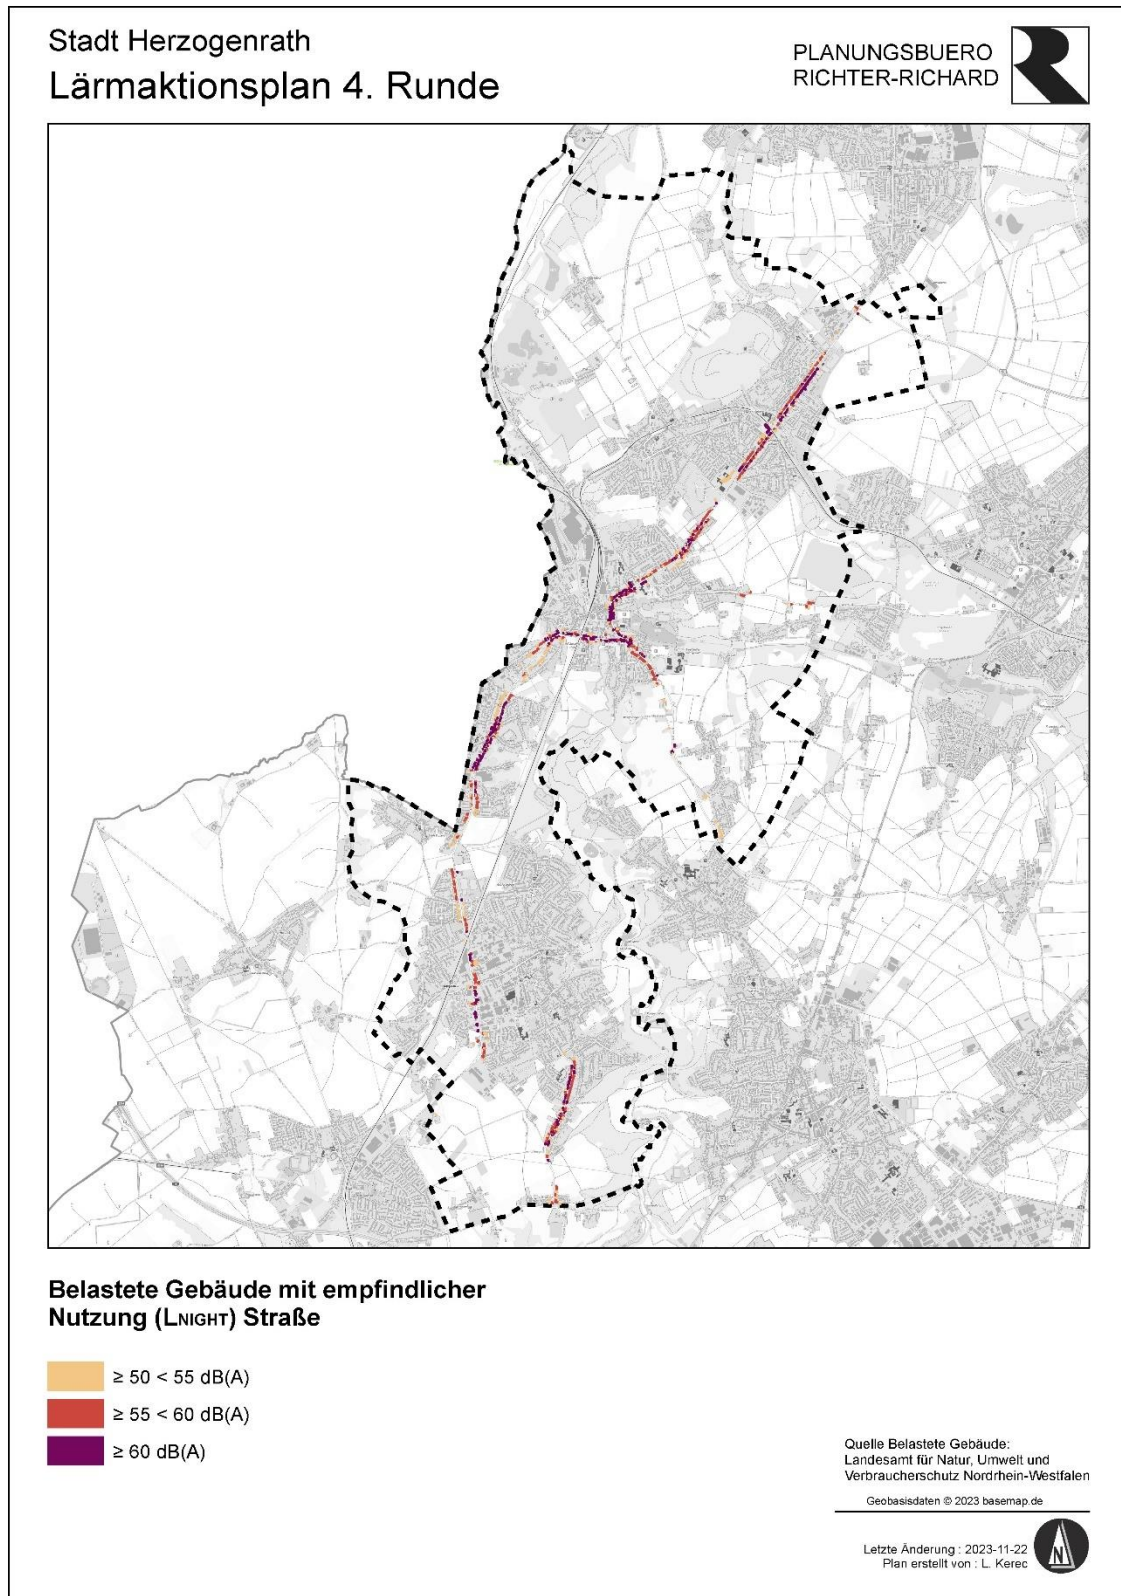 Stadt Herzogenrath
Lärmaktionsplan 4. Runde
PLANUNGSBUERO
RICHTER-RICHARD
Belastete Gebäude mit empfindlicher
Nutzung (LNIGHT) Straße
≥ 50 < 55 dB(A)
≥ 55 < 60 dB(A)
≥ 60 dB(A)
Quelle Belastete Gebäude:
Landesamt für Natur, Umwelt und
Verbraucherschutz Nordrhein-Westfalen
Geobasisdaten © 2023 basemap.de
Letzte Änderung : 2023-11-22
Plan erstellt von : L. Kerec
N